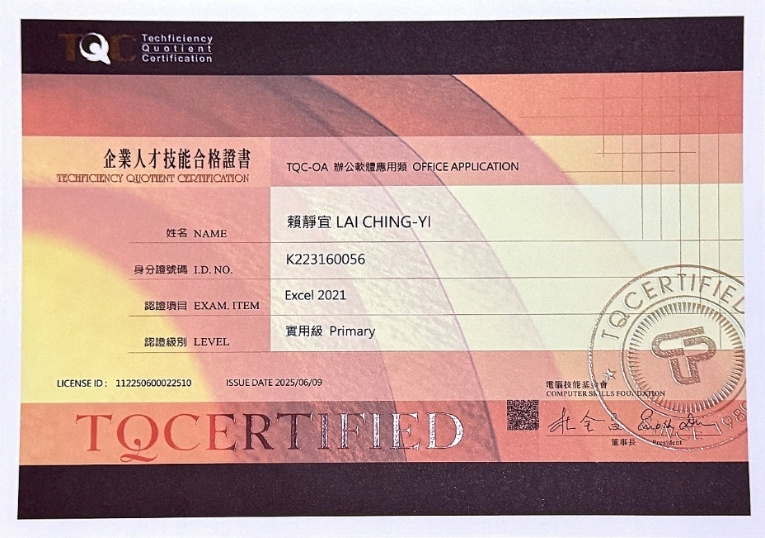 TQC
Techficiency
Quotient
Certification
企業人才技能合格證書
TECHFICIENCY QUOTIENT CERTIFICATION
TQC-OA 辦公軟體應用類 OFFICE APPLICATION
姓名 NAME
賴靜宜 LAI CHING-YI
身分證號碼 I.D. NO.
K223160056
認證項目 EXAM. ITEM
Excel 2021
認證級別 LEVEL
實用級 Primary
LICENSE ID： 112250600022510
ISSUE DATE 2025/06/09
電腦技能基金會
COMPUTER SKILLS FOUNDATION
TQCERTIFIED
董事長 President
TQCERTIFIED